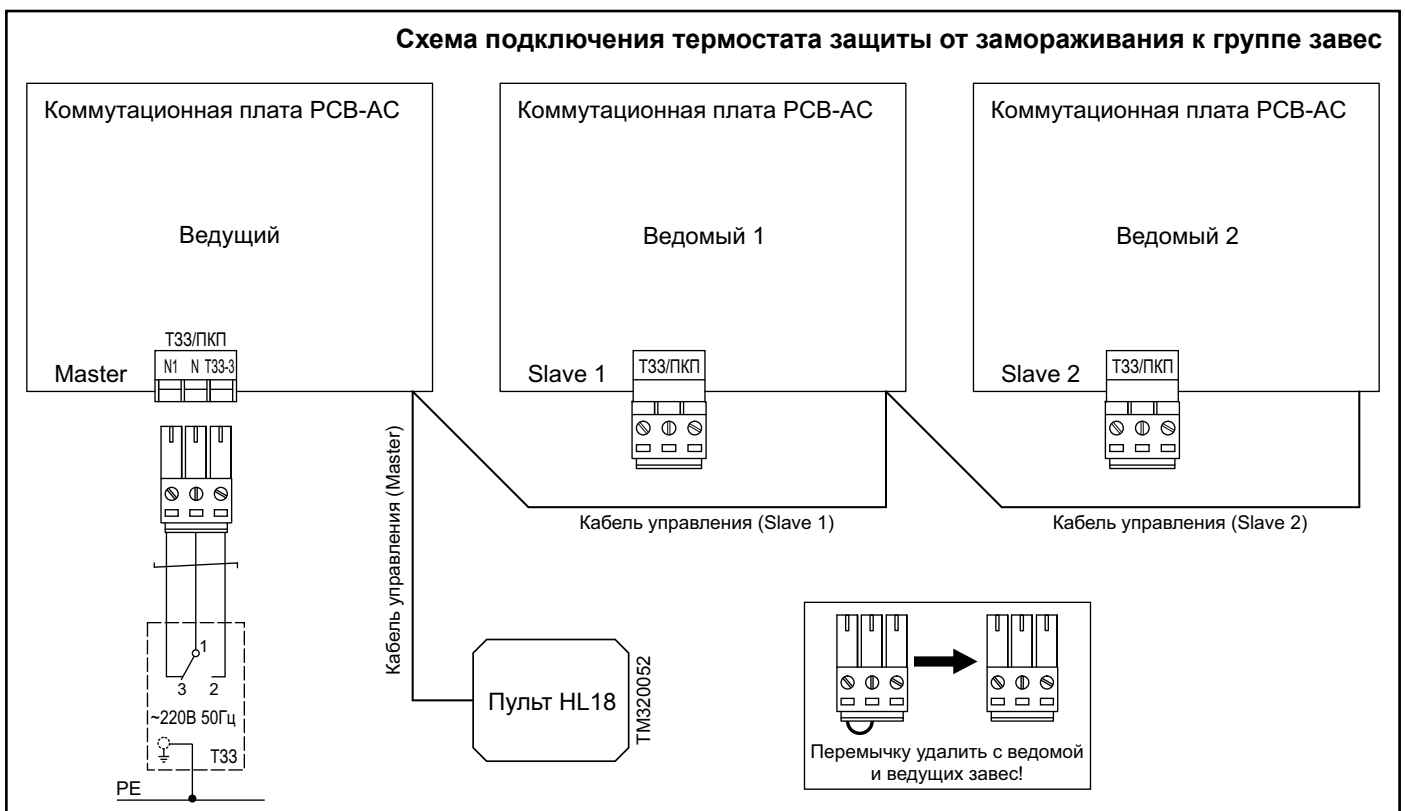 Схема подключения термостата защиты от замораживания к группе завес
Коммутационная плата PCB-AC
Ведущий
ТЗЗ/ПКП
N1 N ТЗЗ-3
Master
Коммутационная плата PCB-AC
Ведомый 1
Slave 1
ТЗЗ/ПКП
Коммутационная плата PCB-AC
Ведомый 2
Slave 2
ТЗЗ/ПКП
Кабель управления (Master)
Кабель управления (Slave 1)
Кабель управления (Slave 2)
1
3 2
~220В 50Гц
ТЗЗ
PE
Пульт HL18
TM320052
Перемычку удалить с ведомой
и ведущих завес!